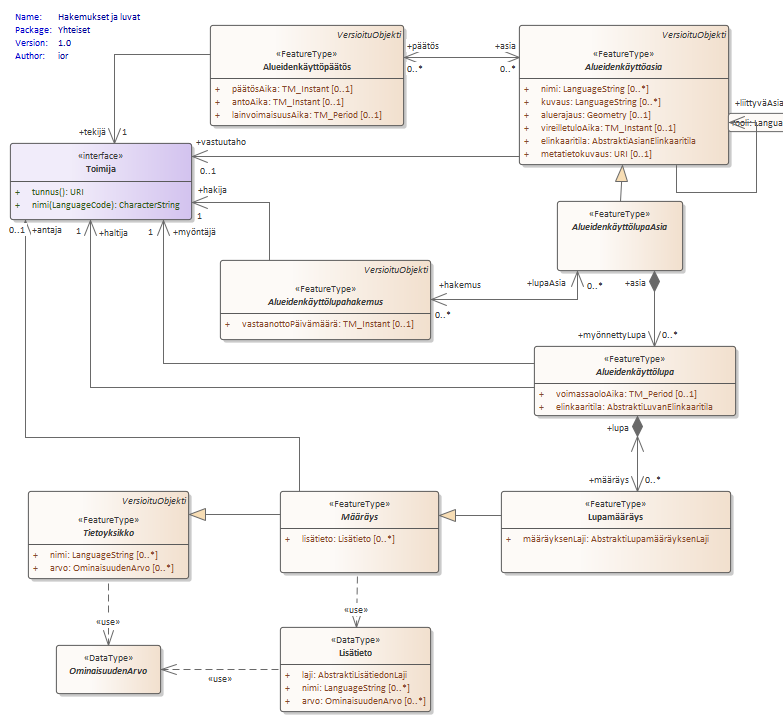 Name: Hakemukset ja luvat
Package: Yhteiset
Version: 1.0
Author: ior
VersioituObjekti
«FeatureType»
Alueidenkäyttöpäätös
+ päätösAika: TM_Instant [0..1]
+ antoAika: TM_Instant [0..1]
+ lainvoimaisuusAika: TM_Period [0..1]
+päätös
0..*
+asia
0..*
VersioituObjekti
«FeatureType»
Alueidenkäyttöasia
+ nimi: LanguageString [0..*]
+ kuvaus: LanguageString [0..*]
+ aluerajaus: Geometry [0..1]
+ vireilletuloAika: TM_Instant [0..1]
+ elinkaaritila: AbstraktiAsianElinkaaritila
+ metatietokuvaus: URI [0..1]
+liittyväAsia
rooli: Langua
+tekijä
1
+vastuutaho
0..1
«interface»
Toimija
+ tunnus(): URI
+ nimi(LanguageCode): CharacterString
+hakija
1
0..1
+antaja
1
+haltija
1
+myöntäjä
«FeatureType»
AlueidenkäyttölupaAsia
VersioituObjekti
«FeatureType»
Alueidenkäyttölupahakemus
+ vastaanottoPäivämäärä: TM_Instant [0..1]
+hakemus
0..*
+lupaAsia
0..*
+asia
+myönnettyLupa
0..*
«FeatureType»
Alueidenkäyttölupa
+ voimassaoloAika: TM_Period [0..1]
+ elinkaaritila: AbstraktiLuvanElinkaaritila
+lupa
+määräys
0..*
VersioituObjekti
«FeatureType»
Tietoyksikko
+ nimi: LanguageString [0..*]
+ arvo: OminaisuudenArvo [0..*]
«FeatureType»
Määräys
+ lisätieto: Lisätieto [0..*]
«FeatureType»
Lupamääräys
+ määräyksenLaji: AbstraktiLupamääräyksenLaji
«use»
«use»
«DataType»
OminaisuudenArvo
«use»
«DataType»
Lisätieto
+ laji: AbstraktiLisätiedonLaji
+ nimi: LanguageString [0..*]
+ arvo: OminaisuudenArvo [0..*]